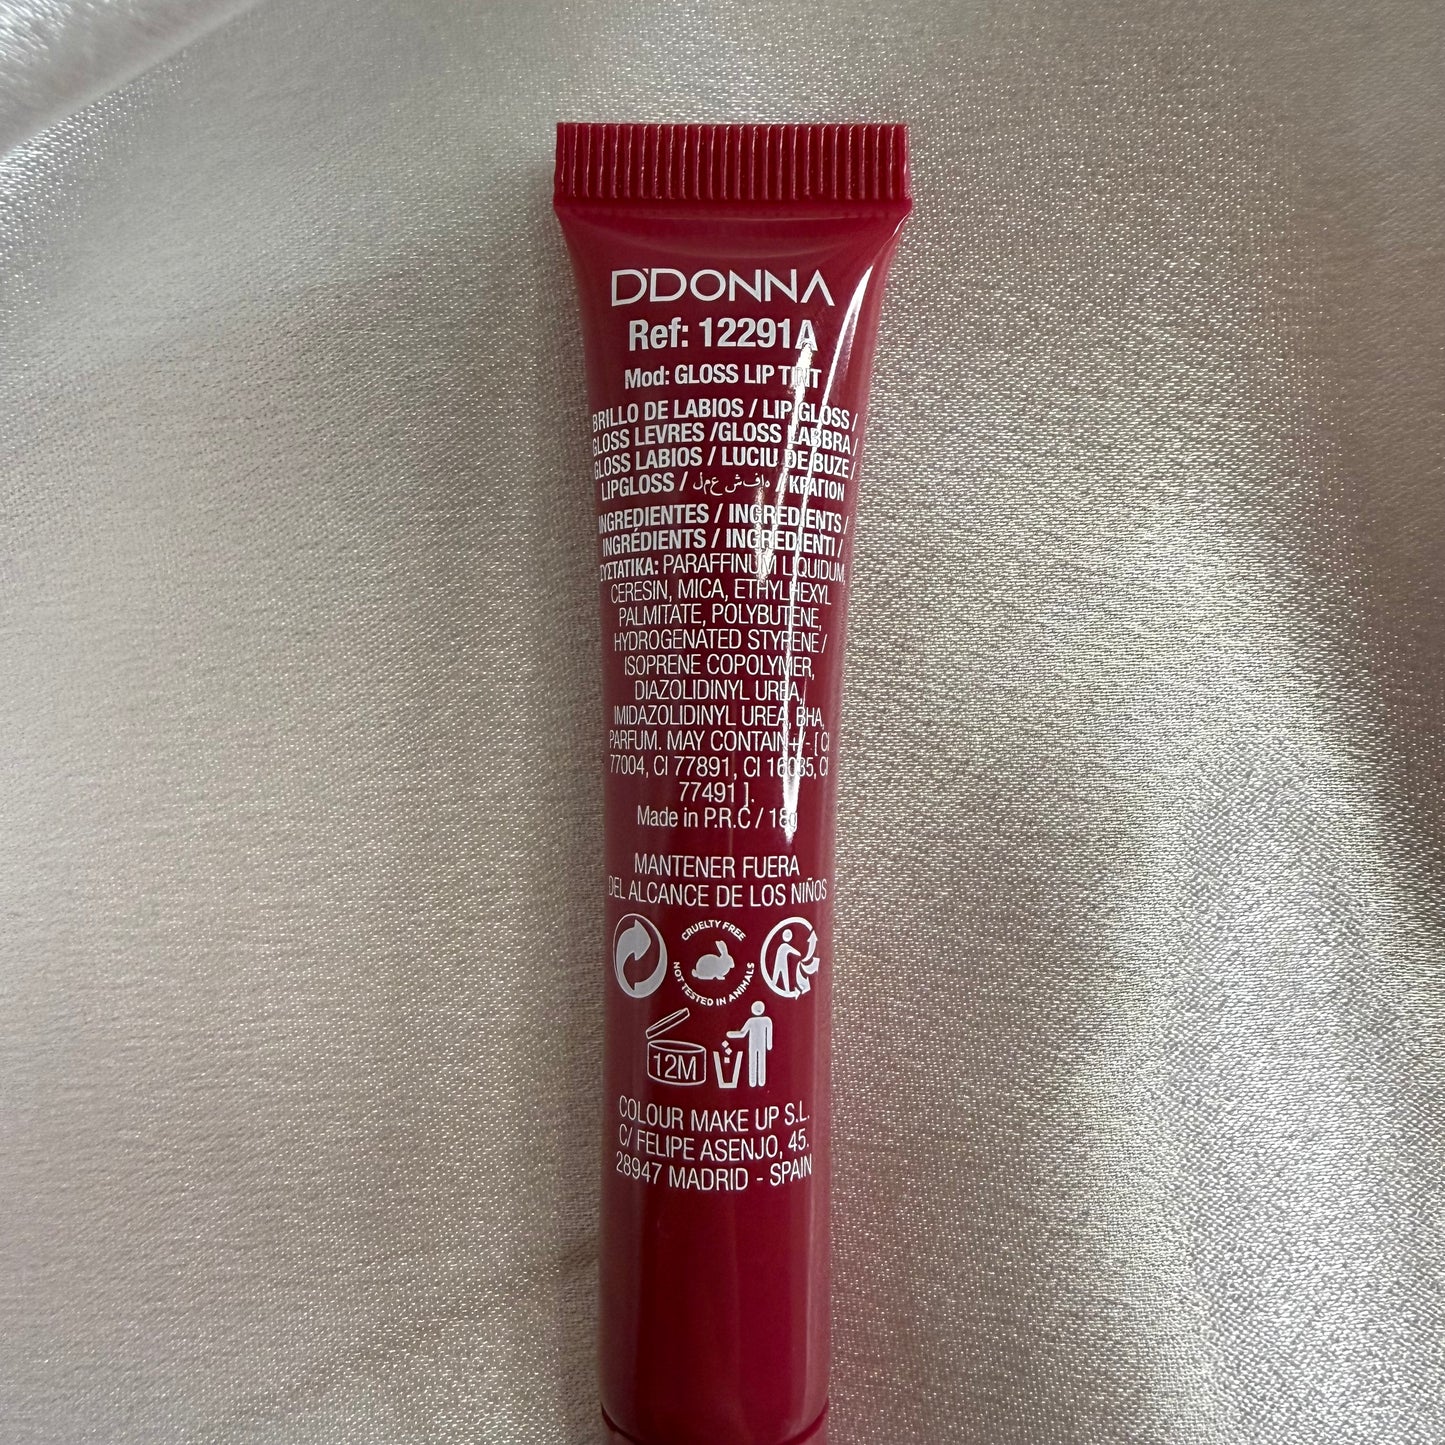 D'DONNA
Ref: 12291A
Mod: GLOSS LIP TINT
BRILLO DE LABIOS / LIP GLOSS /
GLOSS LEVRES /GLOSS LABBRA /
GLOSS LABIOS / LUCIU DE BUZE /
LIPGLOSS / / ΚΡΑΓΙΟΝ
INGREDIENTES / INGREDIENTS /
INGRÉDIENTS / INGREDIENTI /
ΣΥΣΤΑΤΙΚΑ: PARAFFINUM LIQUIDUM,
CERESIN, MICA, ETHYLHEXYL
PALMITATE, POLYBUTENE,
HYDROGENATED STYRENE /
ISOPRENE COPOLYMER,
DIAZOLIDINYL UREA,
IMIDAZOLIDINYL UREA, BHA,
PARFUM. MAY CONTAIN+/- [ CI
77004, CI 77891, CI 16035, CI
77491 ].
Made in P.R.C / 18g
MANTENER FUERA
DEL ALCANCE DE LOS NIÑOS
CRUELTY FREE
NOT TESTED IN ANIMALS
12M
COLOUR MAKE UP S.L.
C/ FELIPE ASENJO, 45.
28947 MADRID - SPAIN